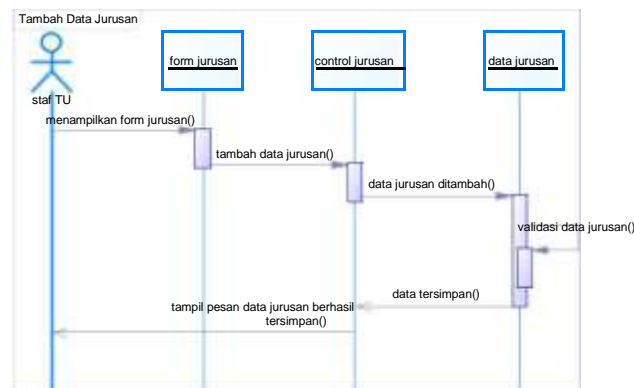 Tambah Data Jurusan
form jurusan
control jurusan
data jurusan
staf TU
menampilkan form jurusan()
tambah data jurusan()
data jurusan ditambah()
validasi data jurusan()
data tersimpan()
tampil pesan data jurusan berhasil
tersimpan()